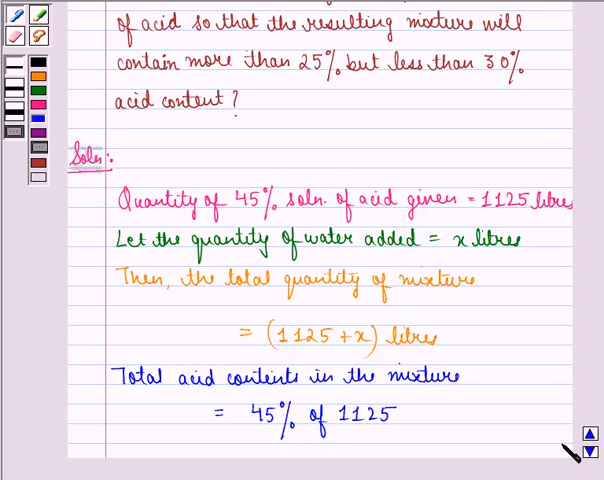 of acid so that the resulting mixture will
contain more than 25% but less than 30%
acid content?
Soln:
Quantity of 45% soln. of acid given = 1125 litres
Let the quantity of water added = x litres
Then, the total quantity of mixture
= (1125 + x) litres
Total acid contents in the mixture
= 45% of 1125